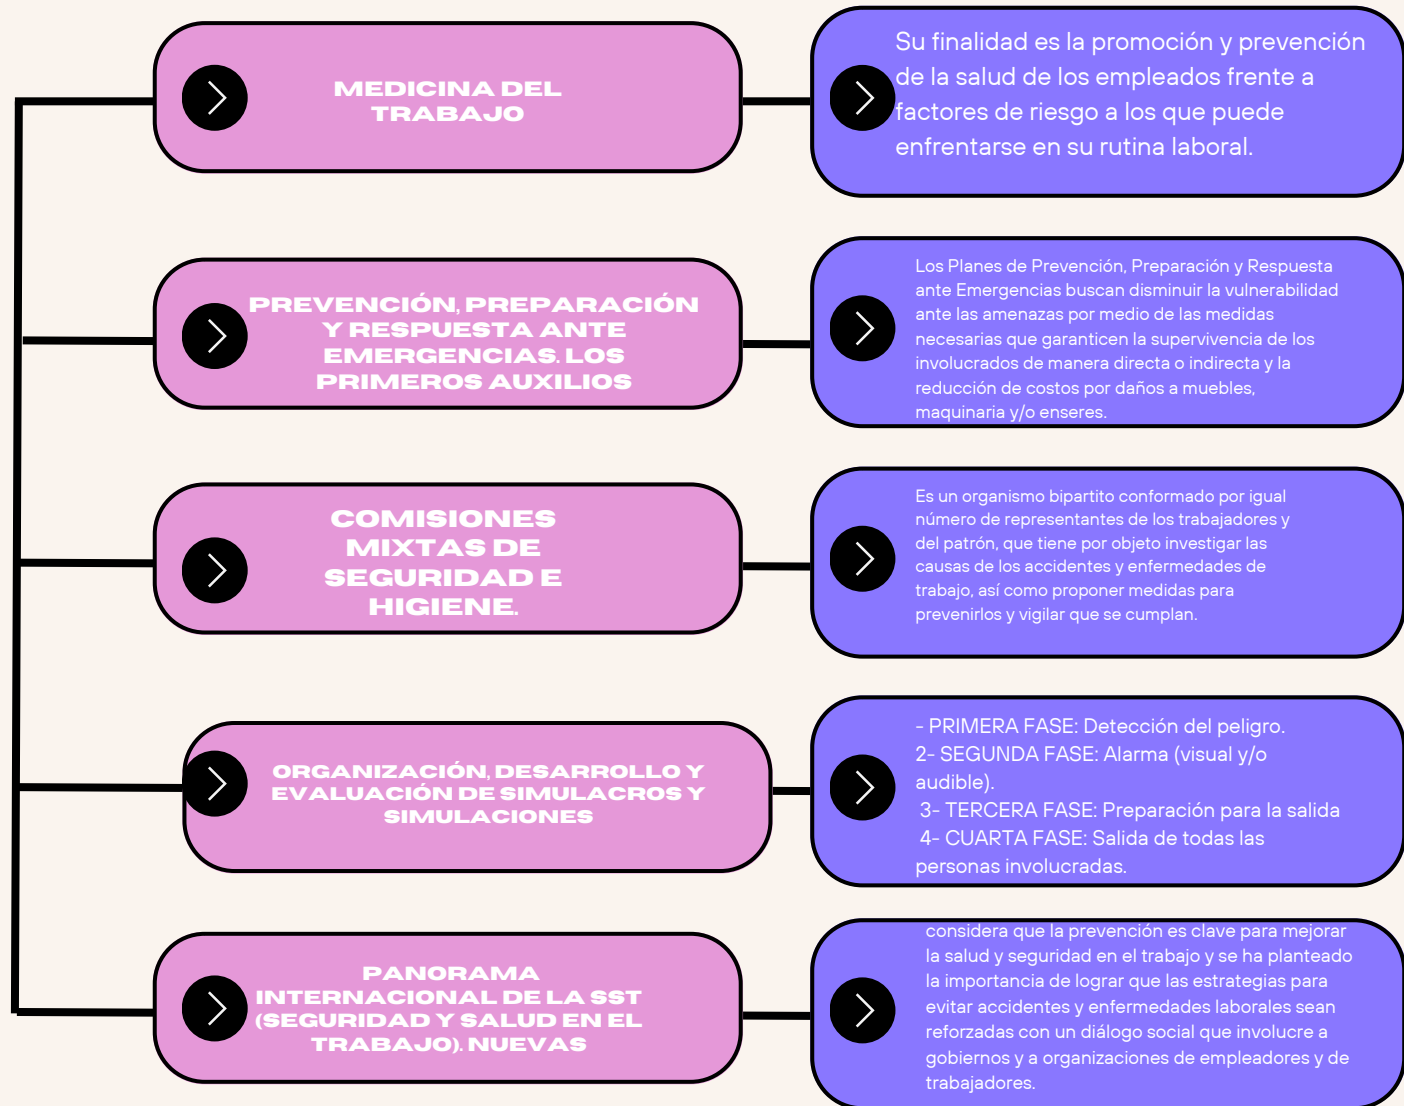 MEDICINA DEL
TRABAJO
Su finalidad es la promoción y prevención
de la salud de los empleados frente a
factores de riesgo a los que puede
enfrentarse en su rutina laboral.
PREVENCIÓN, PREPARACIÓN
Y RESPUESTA ANTE
EMERGENCIAS. LOS
PRIMEROS AUXILIOS
Los Planes de Prevención, Preparación y Respuesta
ante Emergencias buscan disminuir la vulnerabilidad
ante las amenazas por medio de las medidas
necesarias que garanticen la supervivencia de los
involucrados de manera directa o indirecta y la
reducción de costos por daños a muebles,
maquinaria y/o enseres.
COMISIONES
MIXTAS DE
SEGURIDAD E
HIGIENE.
Es un organismo bipartito conformado por igual
número de representantes de los trabajadores y
del patrón, que tiene por objeto investigar las
causas de los accidentes y enfermedades de
trabajo, así como proponer medidas para
prevenirlos y vigilar que se cumplan.
ORGANIZACIÓN, DESARROLLO Y
EVALUACIÓN DE SIMULACROS Y
SIMULACIONES
- PRIMERA FASE: Detección del peligro.
2- SEGUNDA FASE: Alarma (visual y/o
audible).
3- TERCERA FASE: Preparación para la salida
4- CUARTA FASE: Salida de todas las
personas involucradas.
PANORAMA
INTERNACIONAL DE LA SST
(SEGURIDAD Y SALUD EN EL
TRABAJO). NUEVAS
considera que la prevención es clave para mejorar
la salud y seguridad en el trabajo y se ha planteado
la importancia de lograr que las estrategias para
evitar accidentes y enfermedades laborales sean
reforzadas con un diálogo social que involucre a
gobiernos y a organizaciones de empleadores y de
trabajadores.